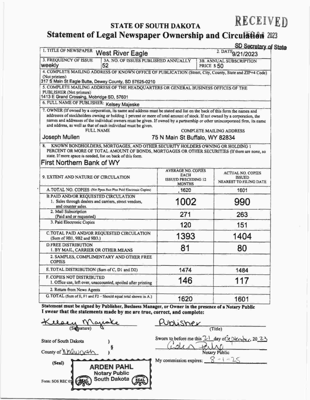 STATE OF SOUTH DAKOTA
RECEIVED
Statement of Legal Newspaper Ownership and Circulation
2023
SD Secretary of State
1. TITLE OF NEWSPAPER West River Eagle
2. DATE 9/21/2023
3. FREQUENCY OF ISSUE
weekly
3A. NO. OF ISSUES PUBLISHED ANNUALLY
52
3B. ANNUAL SUBSCRIPTION
PRICE $ 50
4. COMPLETE MAILING ADDRESS OF KNOWN OFFICE OF PUBLICATION (Street, City, County, State and ZIP+4 Code)
(Not printers)
317 S Main St Eagle Butte, Dewey County, SD 57625-0210
5. COMPLETE MAILING ADDRESS OF THE HEADQUARTERS OR GENERAL BUSINESS OFFICES OF THE
PUBLISHER (Not printer)
1413 E Grand Crossing, Mobridge SD, 57601
6. FULL NAME OF PUBLISHER: Kelsey Majeske
7. OWNER (If owned by a corporation, its name and address must be stated and also on the back of this form the names and
addresses of stockholders owning or holding 1 percent or more of total amount of stock. If not owned by a corporation, the
names and addresses of the individual owners must be given. If owned by a partnership or other unincorporated firm, its name
and address, as well as that of each individual must be given.
FULL NAME
COMPLETE MAILING ADDRESS
Joseph Mullen
75 N Main St Buffalo, WY 82834
8. KNOWN BONDHOLDERS, MORTGAGES, AND OTHER SECURITY HOLDERS OWNING OR HOLDING 1
PERCENT OR MORE OF TOTAL AMOUNT OF BONDS, MORTGAGES OR OTHER SECURITIES (If there are none, so
state. If more space is needed, list on back of this form.
First Northern Bank of WY
9. EXTENT AND NATURE OF CIRCULATION
AVERAGE NO. COPIES
EACH
ISSUED PRECEDING 12
MONTHS
ACTUAL NO. COPIES
ISSUED
NEAREST TO FILING DATE
A. TOTAL NO. COPIES (Net Press Run Plus Paid Electronic Copies)
1620
1601
B. PAID AND/OR REQUESTED CIRCULATION
1. Sales through dealers and carriers, street vendors,
and counter sales.
1002
990
2. Mail Subscription
(Paid and or requested)
271
263
3. Paid Electronic Copies
120
151
C. TOTAL PAID AND/OR REQUESTED CIRCULATION
(Sum of 9B1, 9B2 and 9B3.)
1393
1404
D. FREE DISTRIBUTION
1. BY MAIL, CARRIER OR OTHER MEANS
81
80
2. SAMPLES, COMPLIMENTARY AND OTHER FREE
COPIES
E. TOTAL DISTRIBUTION (Sum of C, D1 and D2)
1474
1484
F. COPIES NOT DISTRIBUTED
1. Office use, left over, unaccounted, spoiled after printing
146
117
2. Return from News Agents
G. TOTAL (Sum of E, F1 and F2 - Should equal total shown in A.)
1620
1601
Statement must be signed by Publisher, Business Manager, or Owner in the presence of a Notary Public
I swear that the statements made by me are true, correct, and complete:
Kelsey Majeske
Publisher
(Signature)
(Title)
State of South Dakota )
Sworn to before me this 21 day of September, 2023
Arden Pahl
County of Walworth )
Notary Public
(Seal)
My commission expires: 8-1-25
ARDEN PAHL
Notary Public
South Dakota
SEAL
SEAL